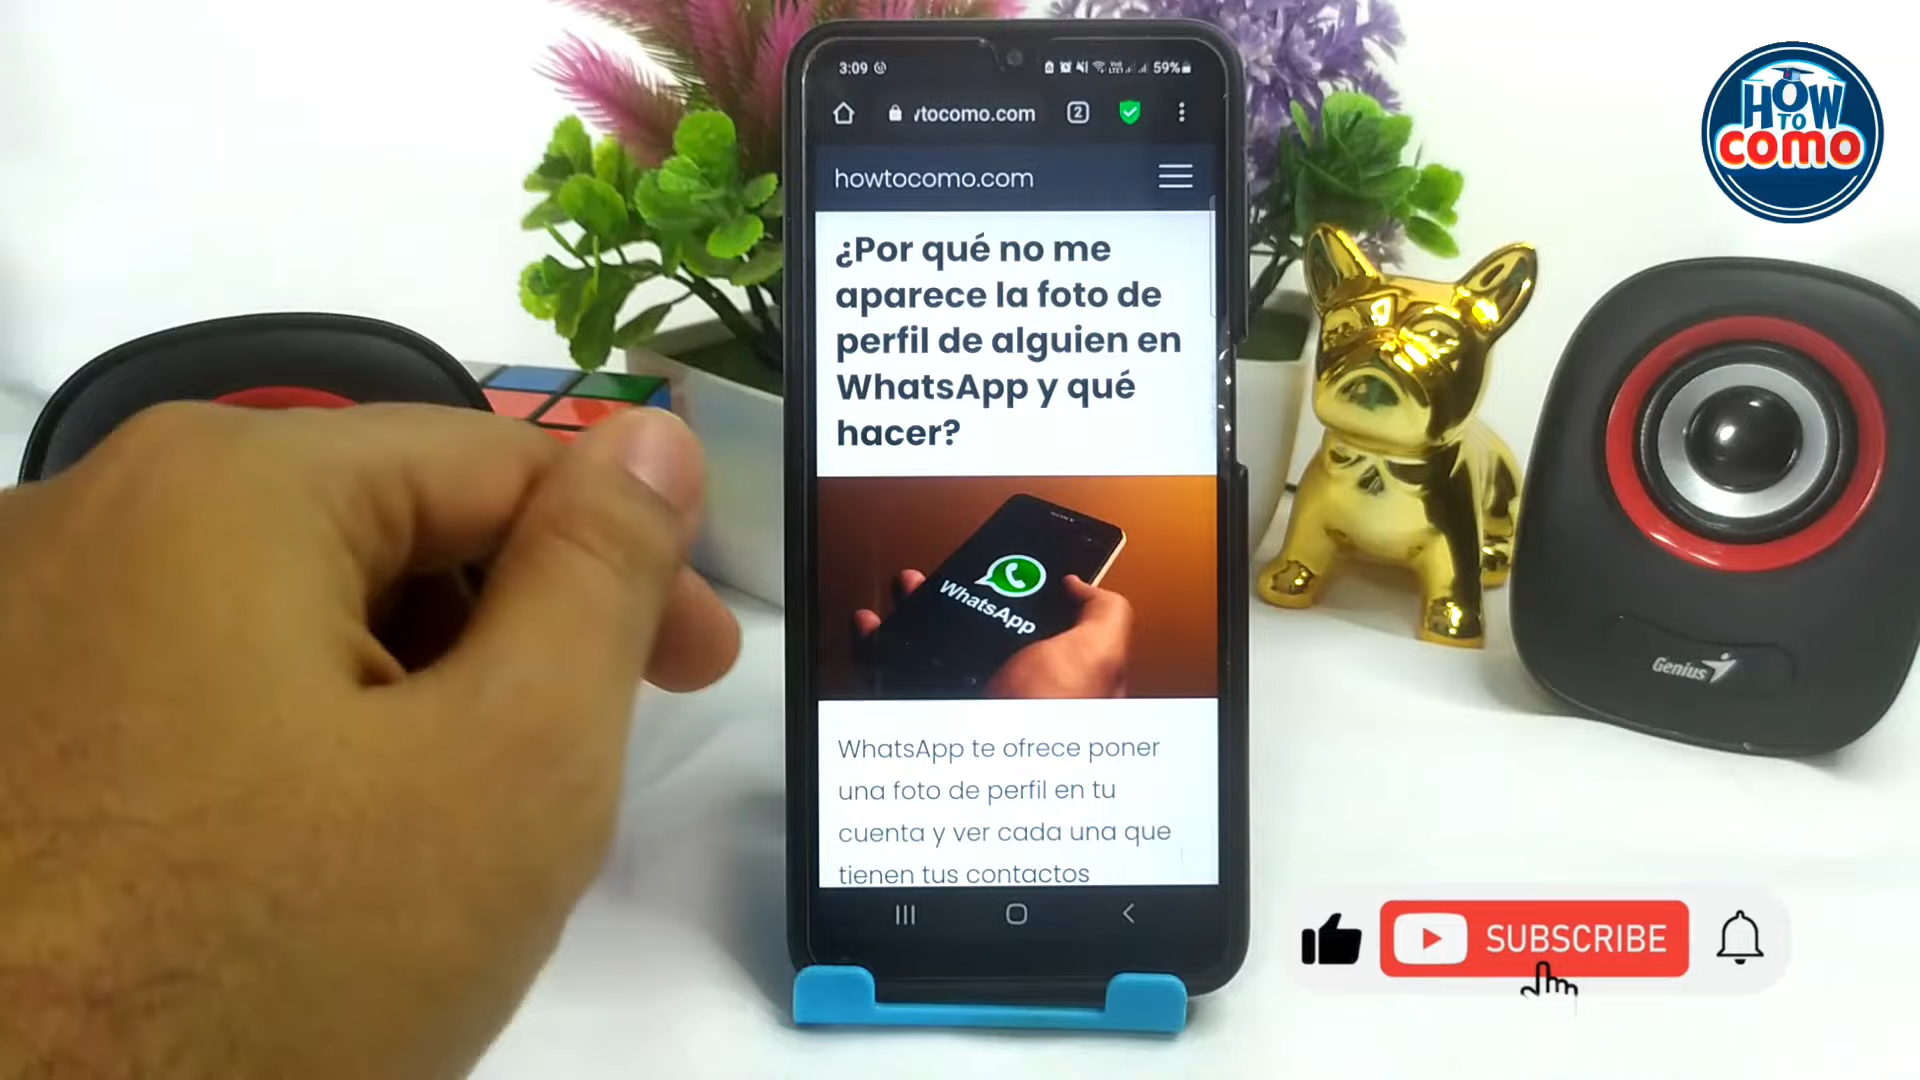 3:09
59%
2
/tocomo.com
howtocomo.com
¿Por qué no me
aparece la foto de
perfil de alguien en
WhatsApp y qué
hacer?
WhatsApp
WhatsApp te ofrece poner
una foto de perfil en tu
cuenta y ver cada una que
tienen tus contactos
HOW
TO
como
Genius
SUBSCRIBE